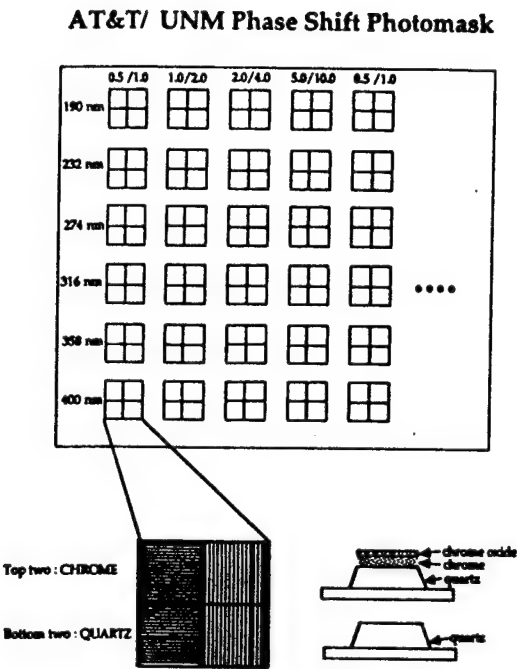 AT&T/ UNM Phase Shift Photomask
0.5/1.0 1.0/2.0 2.0/4.0 5.0/10.0 0.5/1.0
190 nm
232 nm
274 nm
316 nm
358 nm
400 nm
chrome oxide
chrome
quartz
Top two : CHROME
Bottom two : QUARTZ
quartz